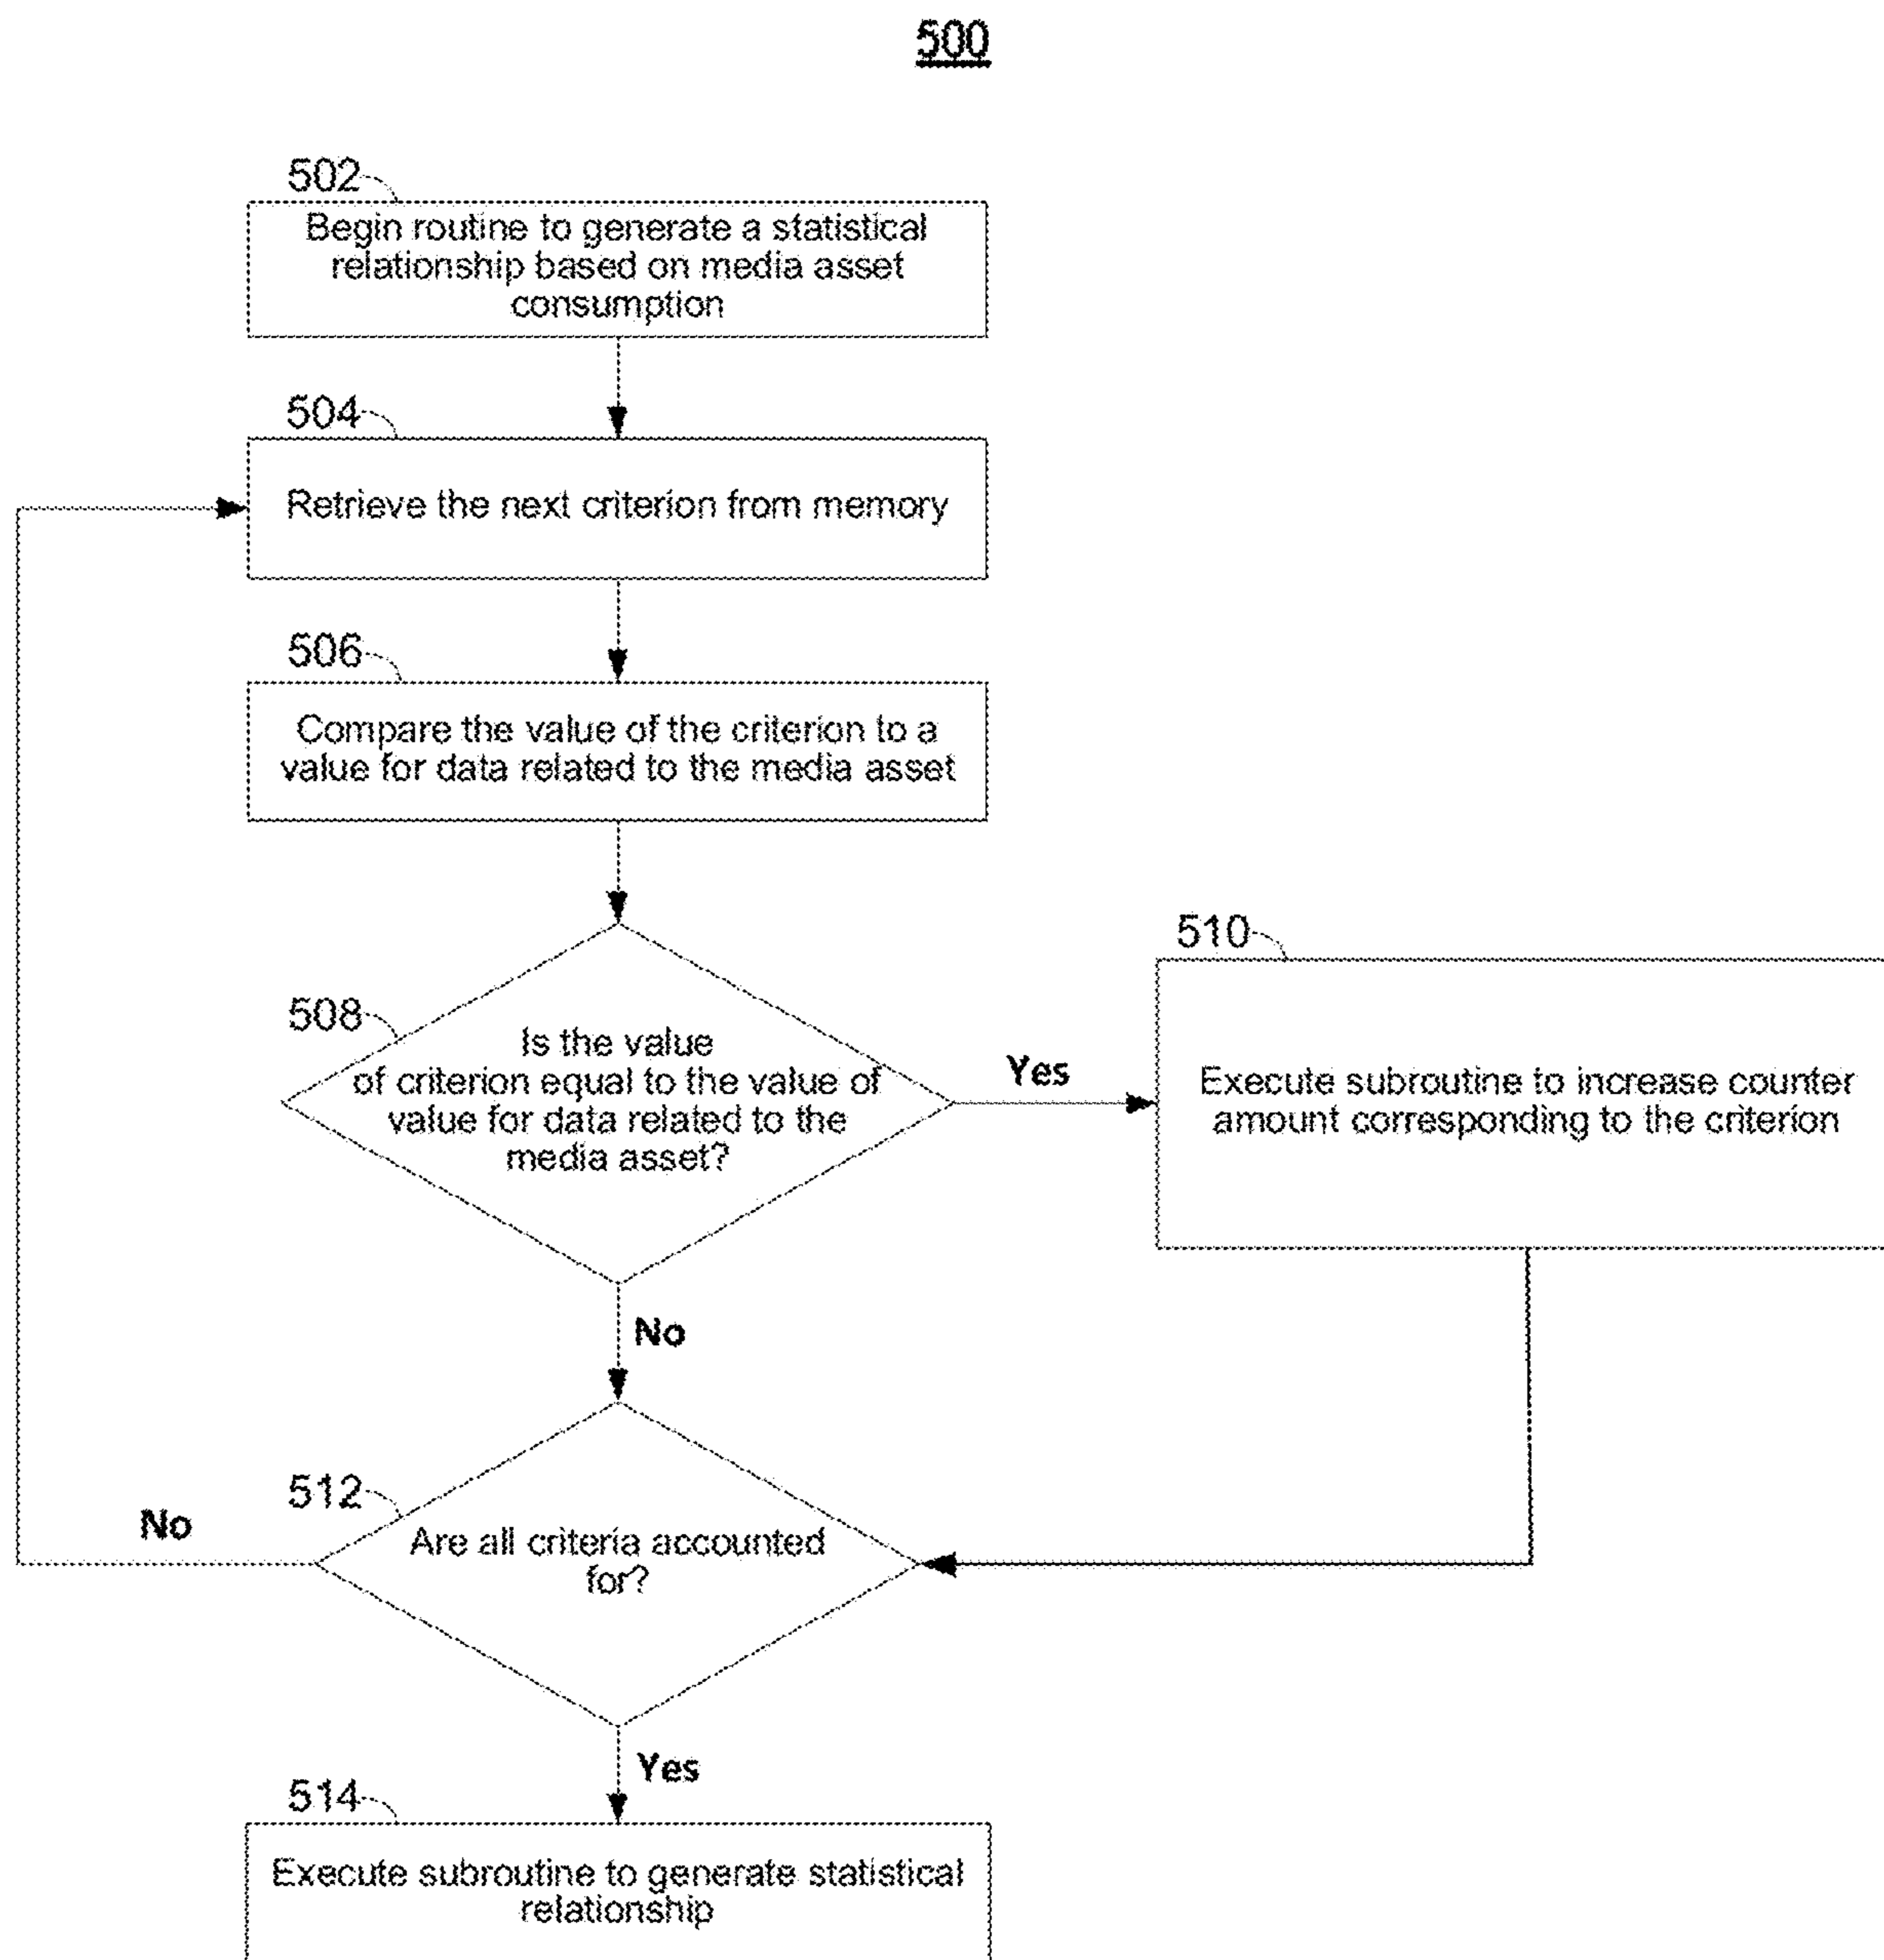 500
502
Begin routine to generate a statistical
relationship based on media asset
consumption
504
Retrieve the next criterion from memory
506
Compare the value of the criterion to a
value for data related to the media asset
508
Is the value
of criterion equal to the value of
value for data related to the
media asset?
Yes
510
Execute subroutine to increase counter
amount corresponding to the criterion
No
512
Are all criteria accounted
for?
No
Yes
514
Execute subroutine to generate statistical
relationship